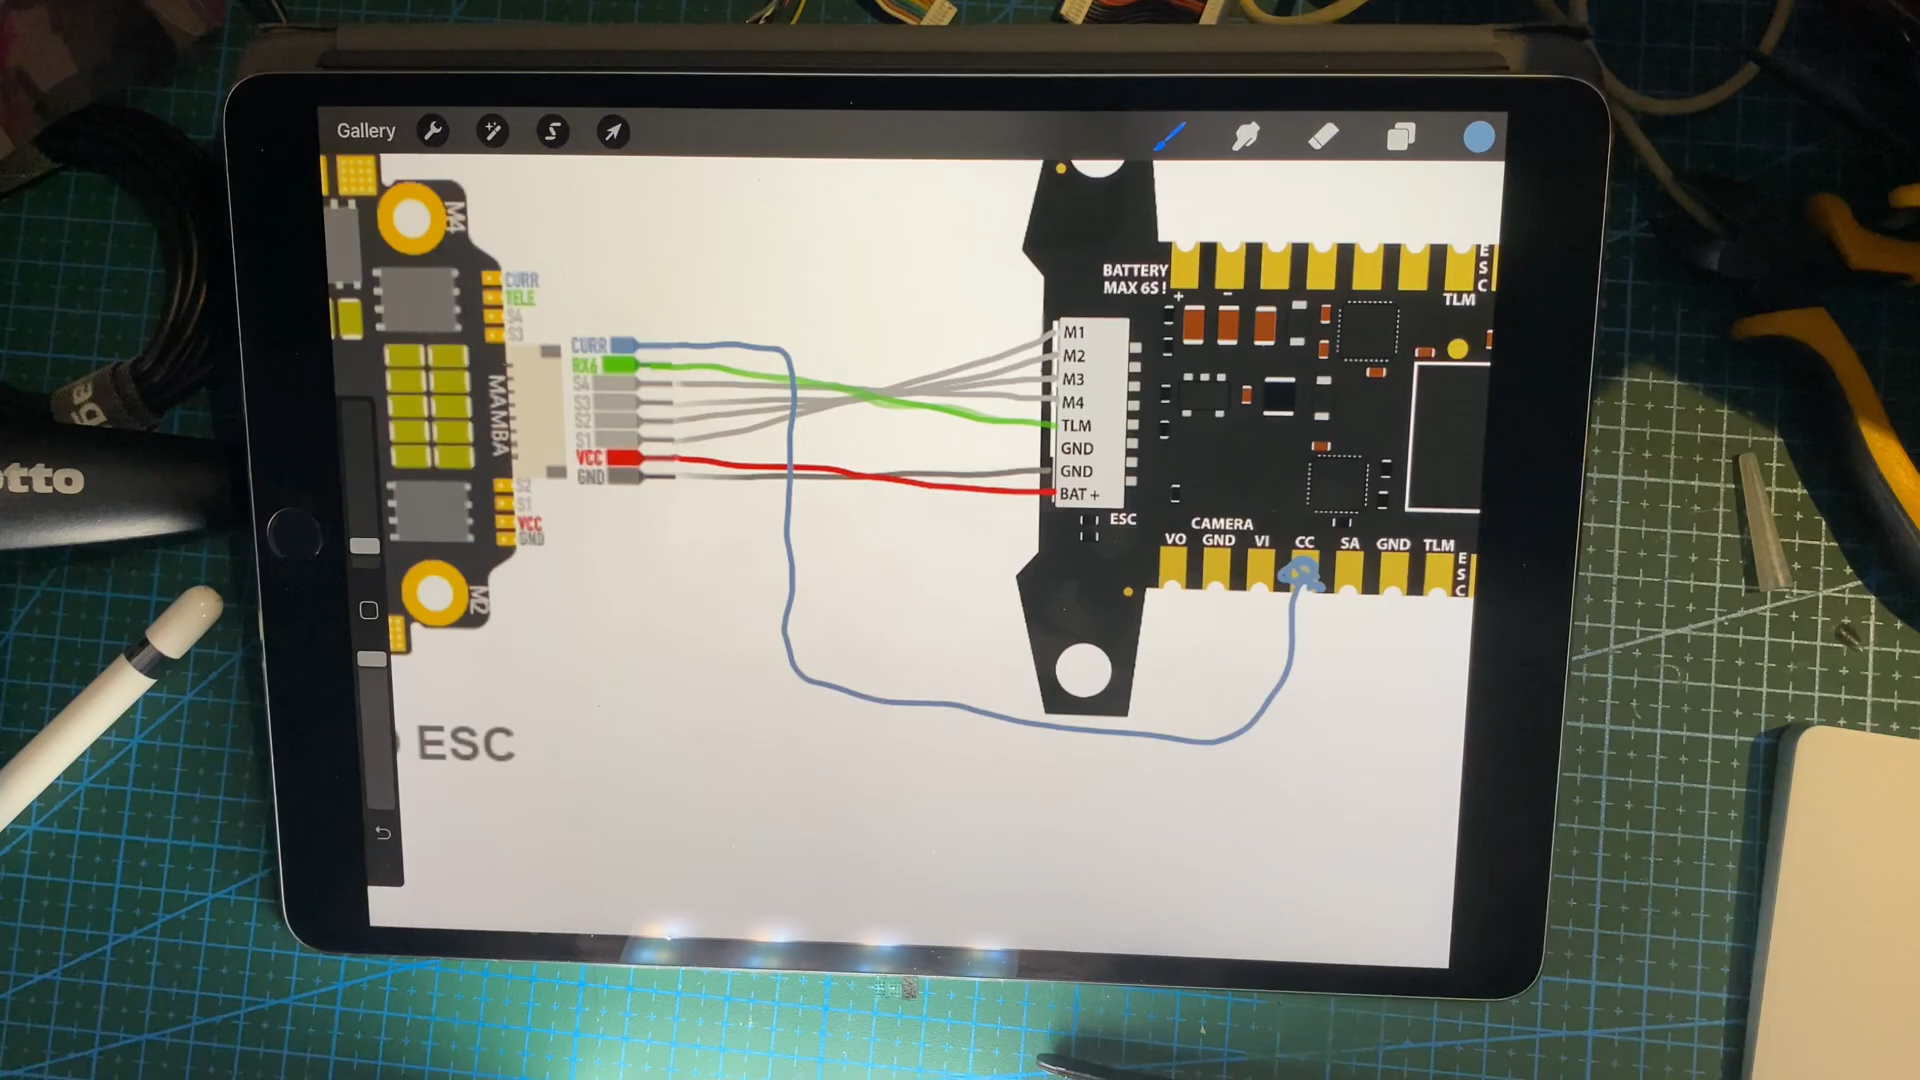 Gallery
M4
CURR
TELE
S4
S3
MAMBA
S2
S1
VCC
GND
M2
CURR
RX6
S4
S3
S2
S1
VCC
GND
ESC
BATTERY
MAX 6S!
+ -
TLM
ESC
M1
M2
M3
M4
TLM
GND
GND
BAT +
ESC
CAMERA
VO GND VI CC SA GND TLM
ESC
otto